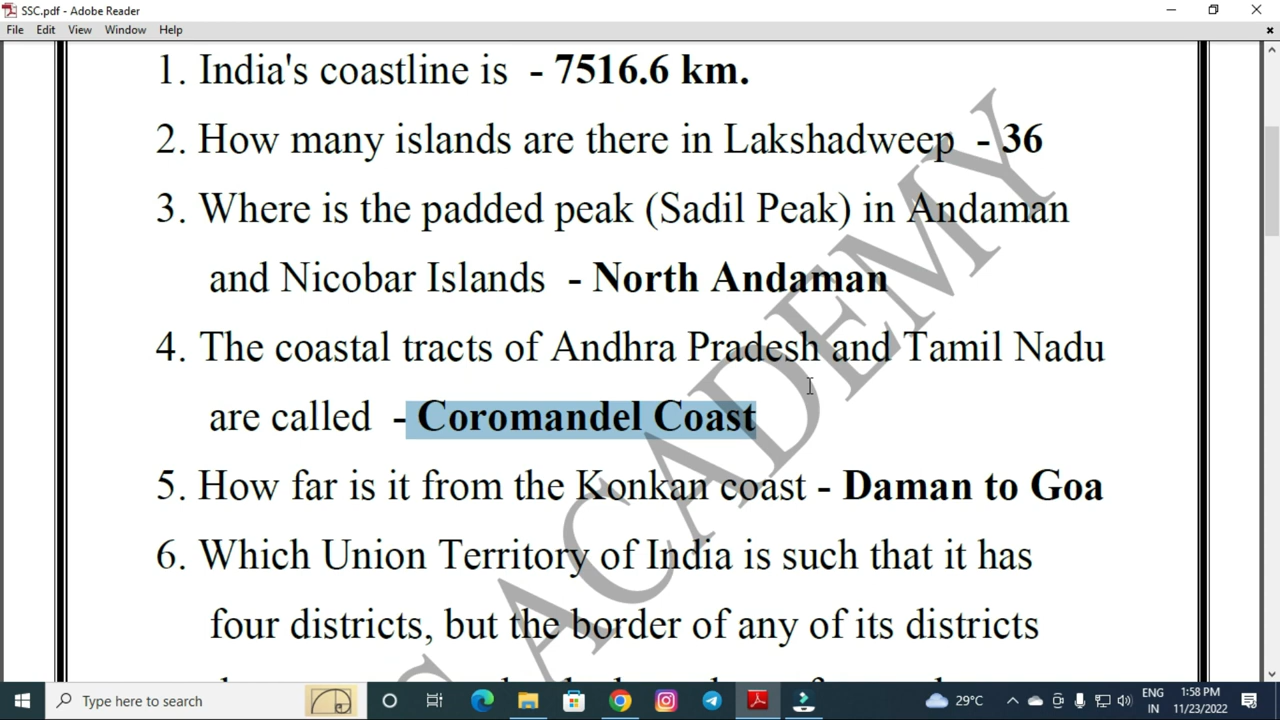 SSC.pdf - Adobe Reader
File Edit View Window Help
1. India's coastline is - 7516.6 km.
2. How many islands are there in Lakshadweep - 36
3. Where is the padded peak (Sadil Peak) in Andaman
and Nicobar Islands - North Andaman
4. The coastal tracts of Andhra Pradesh and Tamil Nadu
are called - Coromandel Coast
5. How far is it from the Konkan coast - Daman to Goa
6. Which Union Territory of India is such that it has
four districts, but the border of any of its districts
ACADEMY
Type here to search
29°C
ENG
IN
1:58 PM
11/23/2022